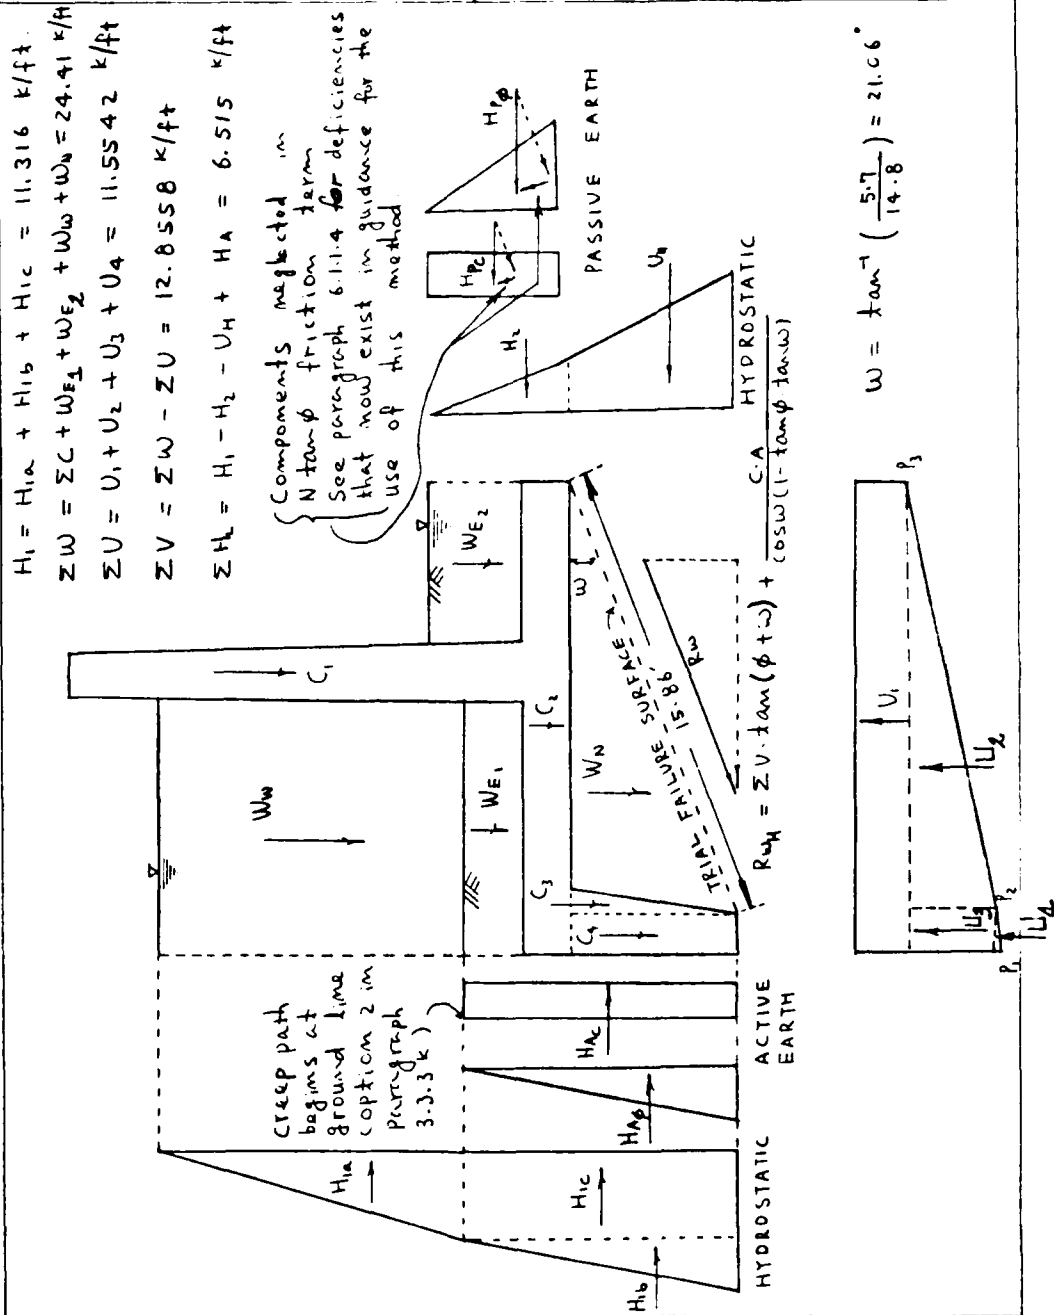 H₁ = H₁ₐ + H₁b + H₁c = 11.316 K/ft.
ΣW = ΣC + WE₁ + WE₂ + Ww + WN = 24.41 K/ft
ΣU = U₁ + U₂ + U₃ + U₄ = 11.5542 K/ft
ΣV = ΣW - ΣU = 12.8558 K/ft
ΣHL = H₁ - H₂ - UH + HA = 6.515 K/ft
Components neglected in
N tanϕ friction term
See paragraph 6.1.1.4 for deficiencies
that now exist in guidance for the
use of this method
Ww
C₁
WE₂
WE₁
C₂
C₃
C₄
WN
ω
TRIAL FAILURE SURFACE
15.86
Rω
Creep path
begins at
ground line
(option 2 in
Paragraph
3.3.3 K)
H₁ₐ
H₁c
H₁b
HYDROSTATIC
HAϕ
HAc
ACTIVE
EARTH
H₂
UH
HYDROSTATIC
HPc
HPϕ
PASSIVE EARTH
RωH = ΣV·tan(ϕ+ω) + C·A / cosω(1-tanϕ tanω)
ω = tan⁻¹ (5.7 / 14.8) = 21.06°
U₁
U₂
U₃
U₄
P₁
P₂
P₃